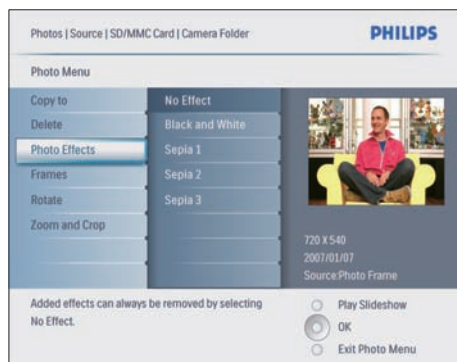 Photos | Source | SD/MMC Card | Camera Folder
PHILIPS
Photo Menu
Copy to
Delete
Photo Effects
Frames
Rotate
Zoom and Crop
No Effect
Black and White
Sepia 1
Sepia 2
Sepia 3
720 X 540
2007/01/07
Source:Photo Frame
Added effects can always be removed by selecting
No Effect.
Play Slideshow
OK
Exit Photo Menu